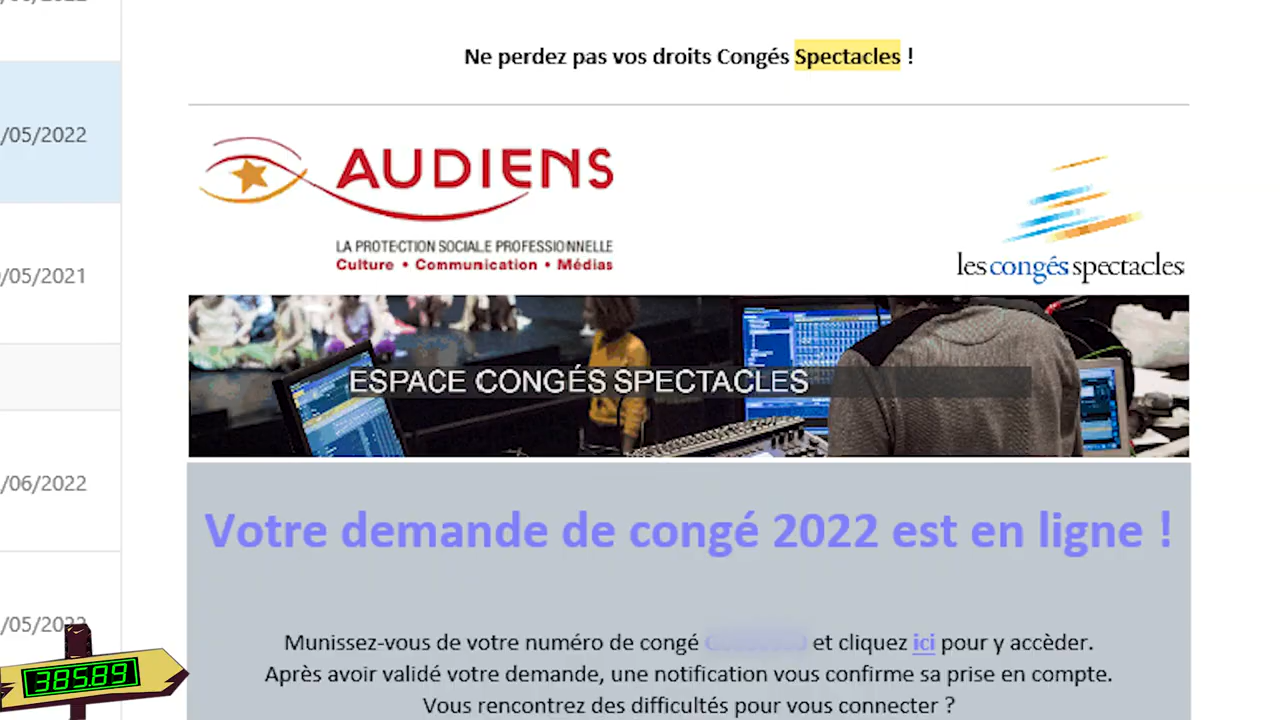 Ne perdez pas vos droits Congés Spectacles !
/05/2022
AUDIENS
LA PROTECTION SOCIALE PROFESSIONNELLE
Culture • Communication • Médias
les congés spectacles
/05/2021
ESPACE CONGÉS SPECTACLES
/06/2022
Votre demande de congé 2022 est en ligne !
/05/2022
Munissez-vous de votre numéro de congé et cliquez ici pour y accèder.
385.89
Après avoir validé votre demande, une notification vous confirme sa prise en compte.
Vous rencontrez des difficultés pour vous connecter ?